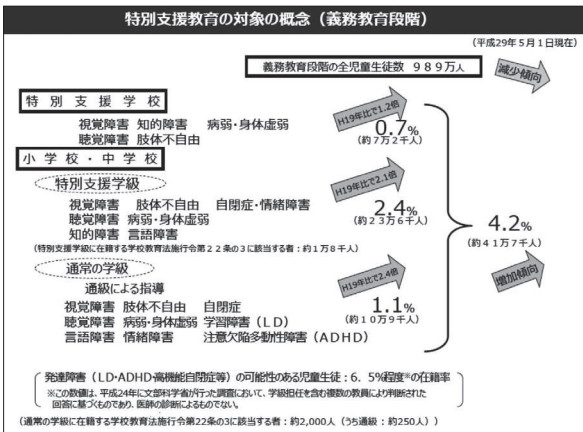 特別支援教育の対象の概念（義務教育段階）
（平成29年５月１日現在）
義務教育段階の全児童生徒数　９８９万人
減少傾向
特別支援学校
視覚障害　知的障害　病弱・身体虚弱
聴覚障害　肢体不自由
H19年比で1.2倍
0.7%
（約７万２千人）
小学校・中学校
特別支援学級
視覚障害　肢体不自由　自閉症・情緒障害
聴覚障害　病弱・身体虚弱
知的障害　言語障害
（特別支援学級に在籍する学校教育法施行令第２２条の３に該当する者：約１万８千人）
H19年比で2.1倍
2.4%
（約２３万６千人）
4.2%
（約４１万７千人）
増加傾向
通常の学級
通級による指導
視覚障害　肢体不自由　自閉症
聴覚障害　病弱・身体虚弱　学習障害（ＬＤ）
言語障害　情緒障害　注意欠陥多動性障害（ＡＤＨＤ）
H19年比で2.4倍
1.1%
（約１０万９千人）
発達障害（ＬＤ・ＡＤＨＤ・高機能自閉症等）の可能性のある児童生徒：６．５％程度※の在籍率
※この数値は、平成24年に文部科学省が行った調査において、学級担任を含む複数の教員により判断された
回答に基づくものであり、医師の診断によるものでない。
（通常の学級に在籍する学校教育法施行令第22条の3に該当する者：約2,000人（うち通級：約250人））